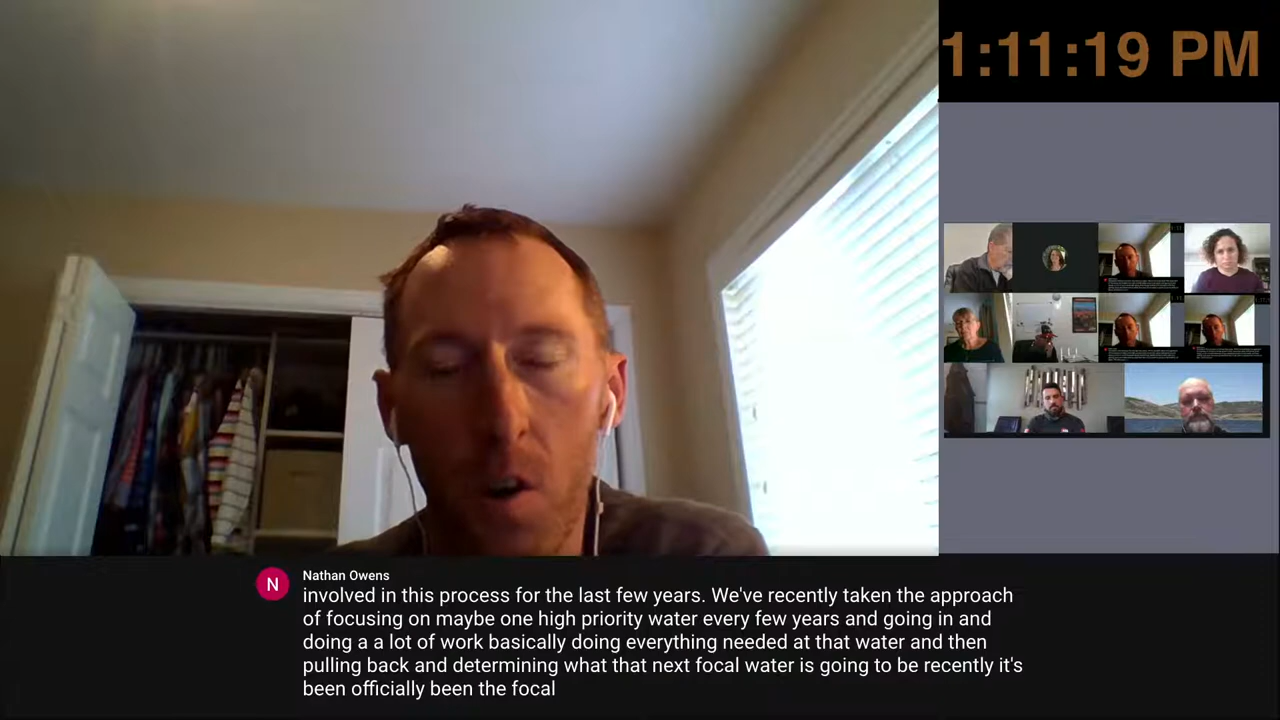 1:11:19 PM
N
Nathan Owens
involved in this process for the last few years. We've recently taken the approach
of focusing on maybe one high priority water every few years and going in and
doing a a lot of work basically doing everything needed at that water and then
pulling back and determining what that next focal water is going to be recently it's
been officially been the focal